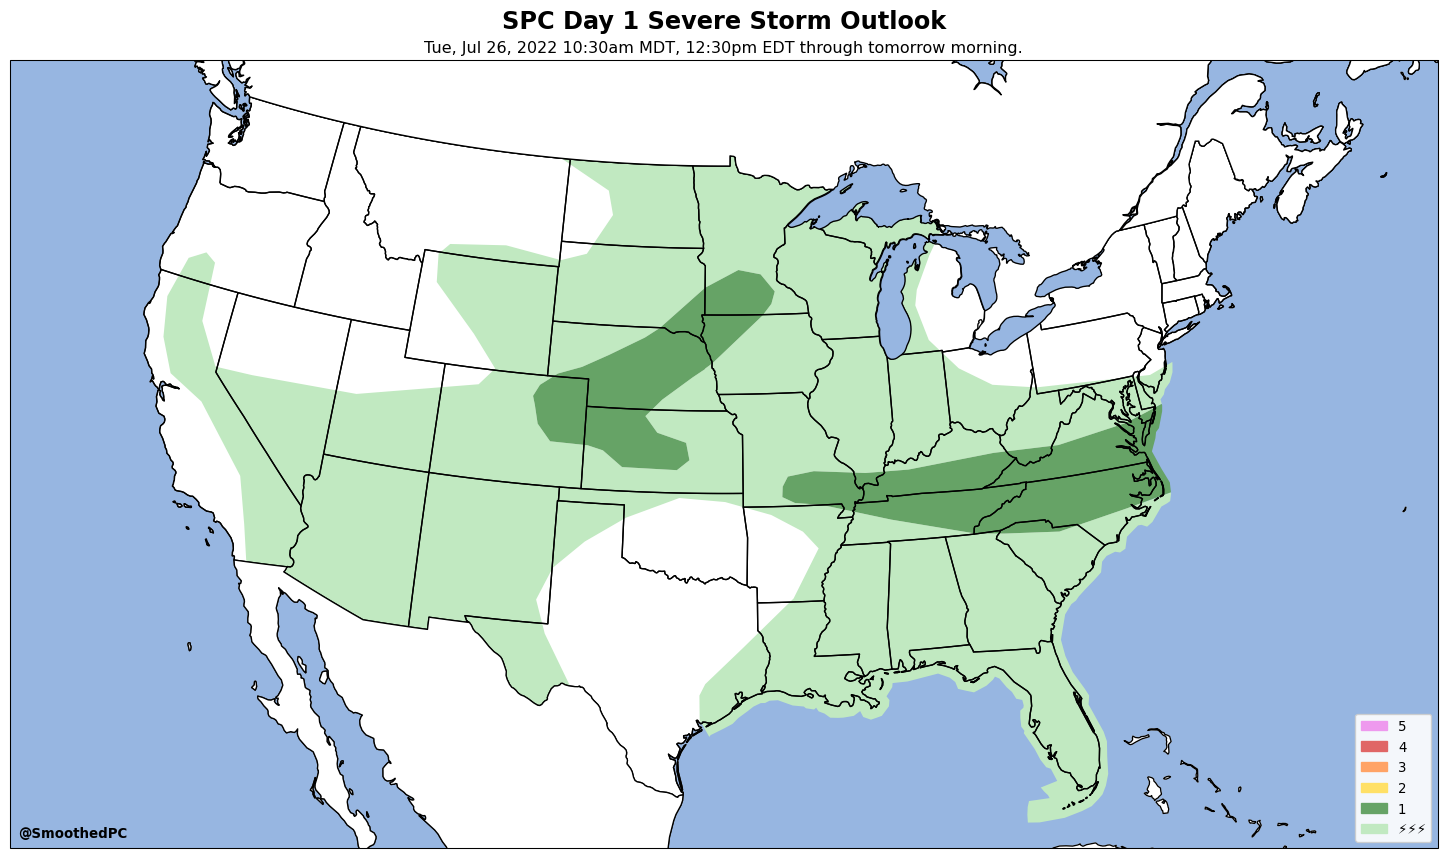 SPC Day 1 Severe Storm Outlook
Tue, Jul 26, 2022 10:30am MDT, 12:30pm EDT through tomorrow morning.
5
4
3
2
1
⚡⚡⚡
@SmoothedPC